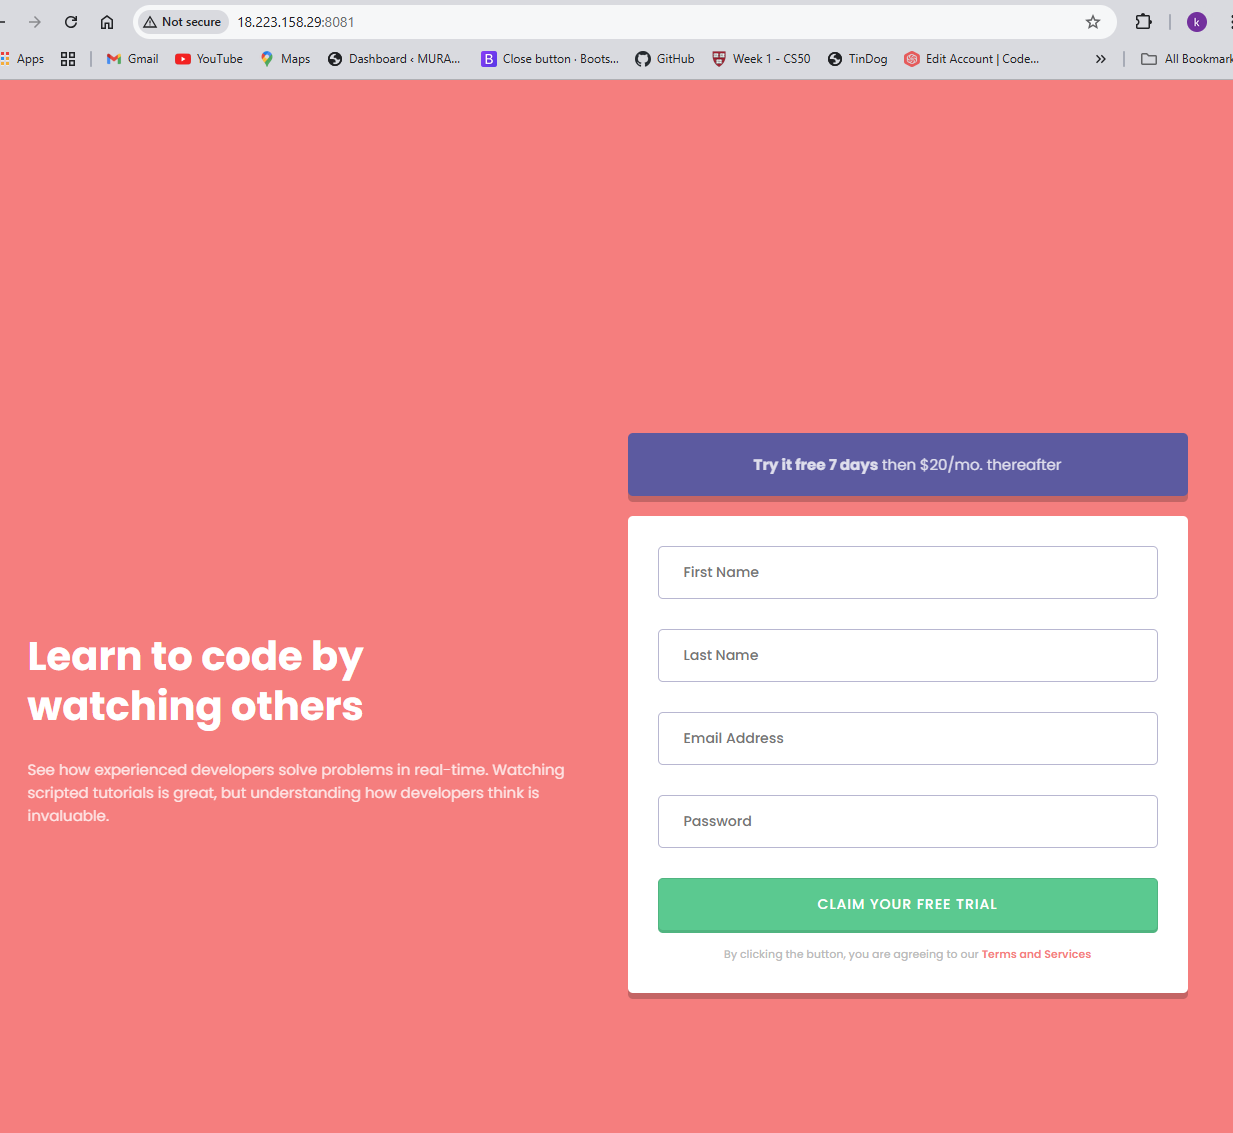 Not secure 18.223.158.29:8081 k
Apps Gmail YouTube Maps Dashboard ‹ MURA... B Close button · Boots... GitHub Week 1 - CS50 TinDog Edit Account | Code... » All Bookmark
Try it free 7 days then $20/mo. thereafter
First Name
Last Name
Learn to code by
watching others
Email Address
See how experienced developers solve problems in real-time. Watching
scripted tutorials is great, but understanding how developers think is
invaluable.
Password
CLAIM YOUR FREE TRIAL
By clicking the button, you are agreeing to our Terms and Services